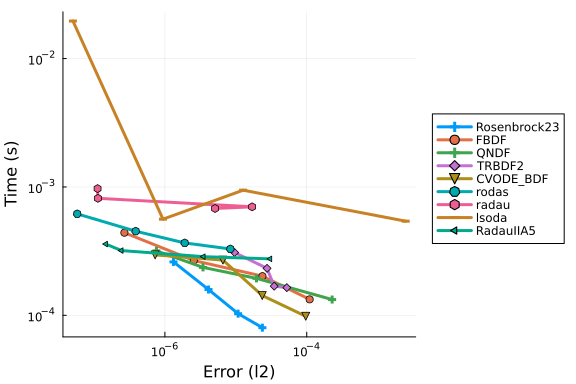 10⁻²
10⁻³
10⁻⁴
Time (s)
10⁻⁶
10⁻⁴
Error (l2)
Rosenbrock23
FBDF
QNDF
TRBDF2
CVODE_BDF
rodas
radau
lsoda
RadauIIA5